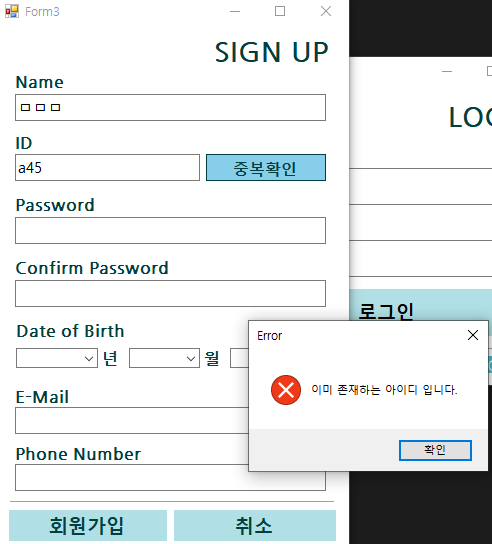 Form3
SIGN UP
Name
ㅁㅁㅁ
ID
a45
중복확인
Password
Confirm Password
Date of Birth
년
월
E-Mail
Phone Number
회원가입
취소
LOG
로그인
Error
이미 존재하는 아이디 입니다.
확인